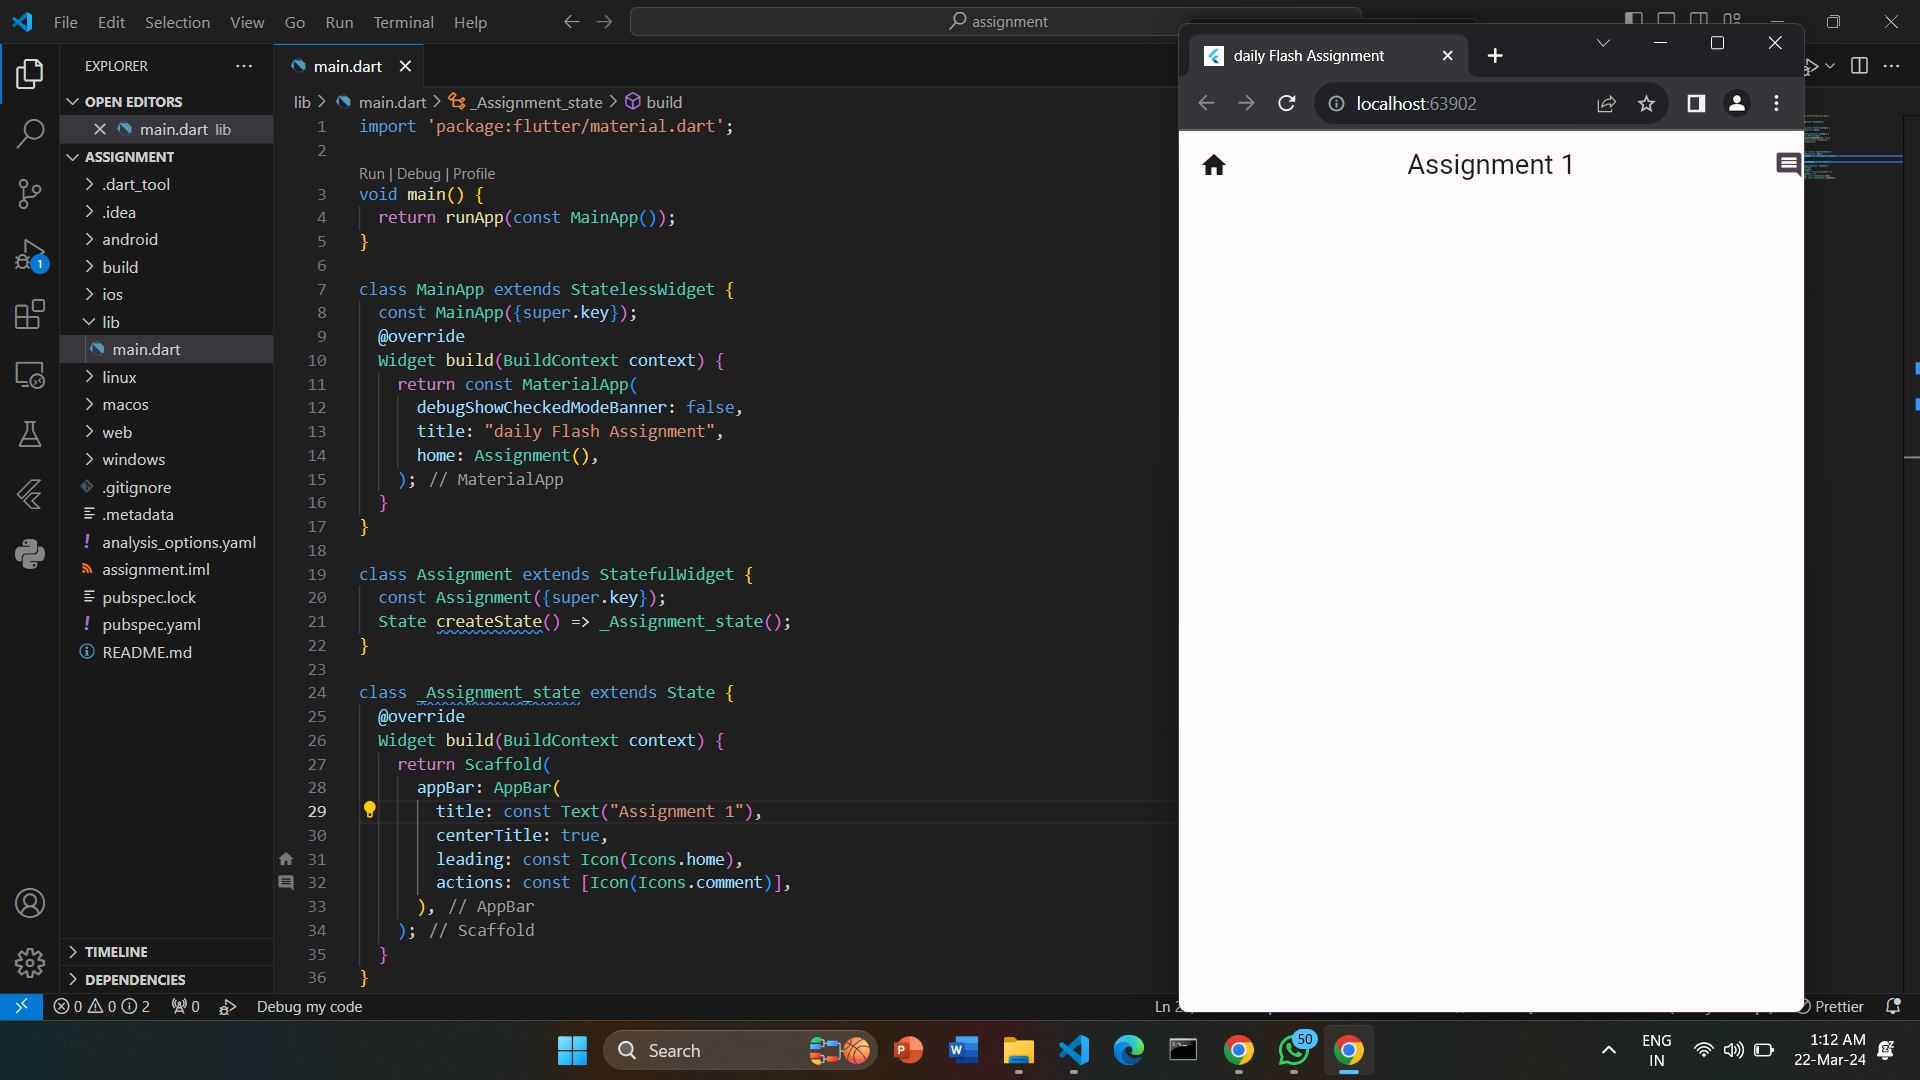 File Edit Selection View Go Run Terminal Help
assignment
EXPLORER
OPEN EDITORS
main.dart lib
ASSIGNMENT
.dart_tool
.idea
android
build
ios
lib
main.dart
linux
macos
web
windows
.gitignore
.metadata
analysis_options.yaml
assignment.iml
pubspec.lock
pubspec.yaml
README.md
TIMELINE
DEPENDENCIES
1
main.dart
lib > main.dart > _Assignment_state > build
1 import 'package:flutter/material.dart';
2
Run | Debug | Profile
3 void main() {
4 return runApp(const MainApp());
5 }
6
7 class MainApp extends StatelessWidget {
8 const MainApp({super.key});
9 @override
10 Widget build(BuildContext context) {
11 return const MaterialApp(
12 debugShowCheckedModeBanner: false,
13 title: "daily Flash Assignment",
14 home: Assignment(),
15 ); // MaterialApp
16 }
17 }
18
19 class Assignment extends StatefulWidget {
20 const Assignment({super.key});
21 State createState() => _Assignment_state();
22 }
23
24 class _Assignment_state extends State {
25 @override
26 Widget build(BuildContext context) {
27 return Scaffold(
28 appBar: AppBar(
29 title: const Text("Assignment 1"),
30 centerTitle: true,
31 leading: const Icon(Icons.home),
32 actions: const [Icon(Icons.comment)],
33 ), // AppBar
34 ); // Scaffold
35 }
36 }
daily Flash Assignment
localhost:63902
Assignment 1
0 0 2 0 Debug my code
Prettier
Search
50
ENG
IN
1:12 AM
22-Mar-24